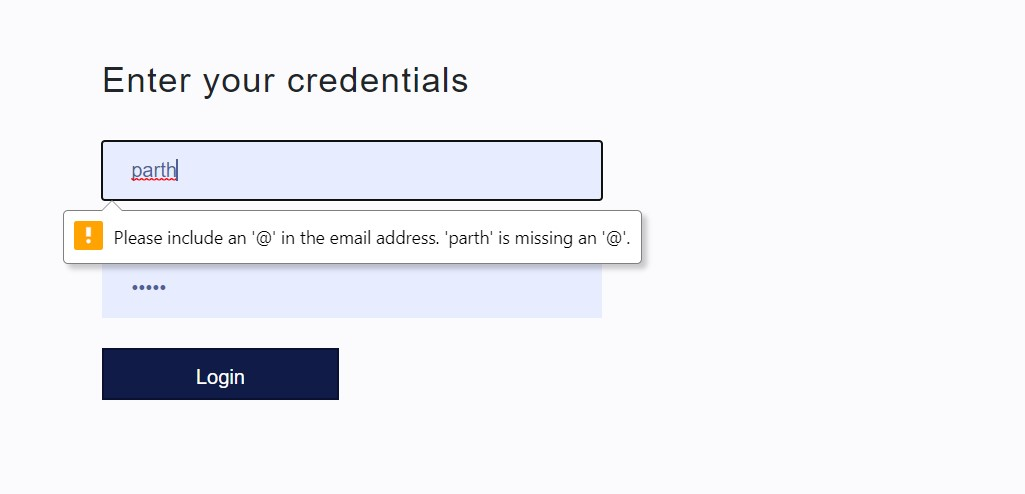 Enter your credentials
parth
Please include an '@' in the email address. 'parth' is missing an '@'.
•••••
Login